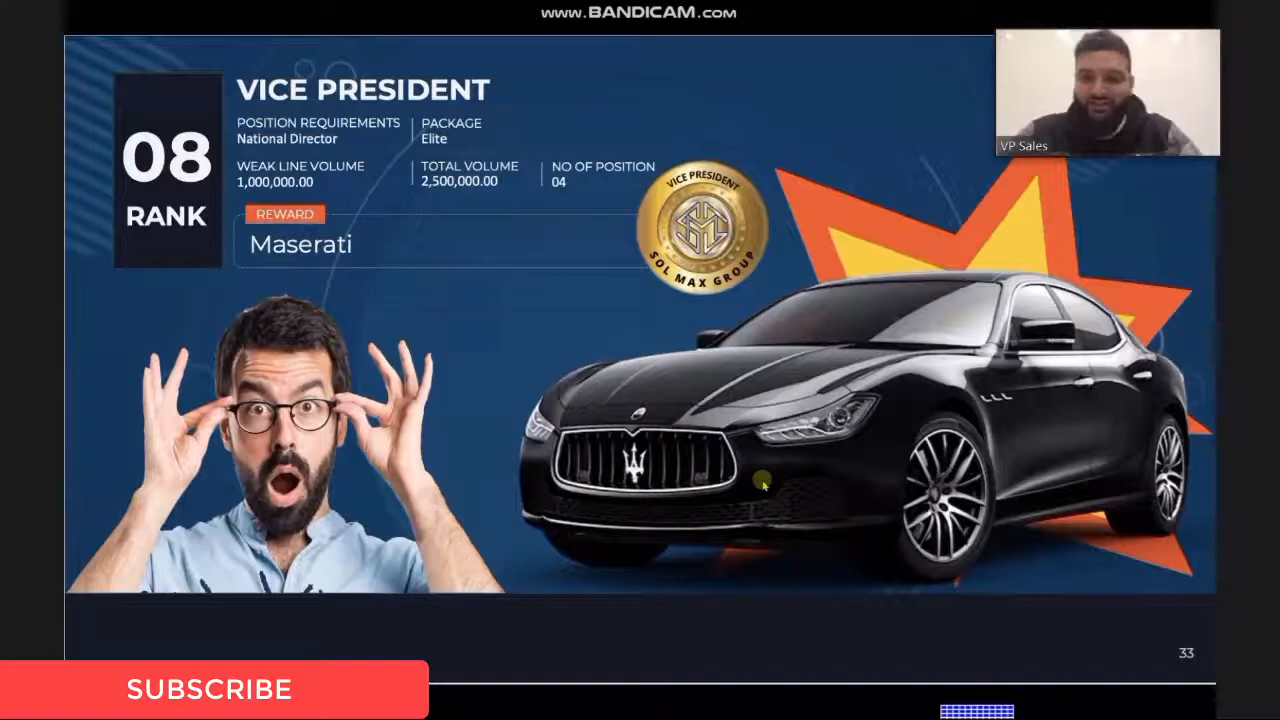 www.BANDICAM.com
VICE PRESIDENT
POSITION REQUIREMENTS
National Director
PACKAGE
Elite
08
RANK
WEAK LINE VOLUME
1,000,000.00
TOTAL VOLUME
2,500,000.00
NO OF POSITION
04
REWARD
Maserati
VICE PRESIDENT
SMG
SOL MAX GROUP
VP Sales
33
SUBSCRIBE